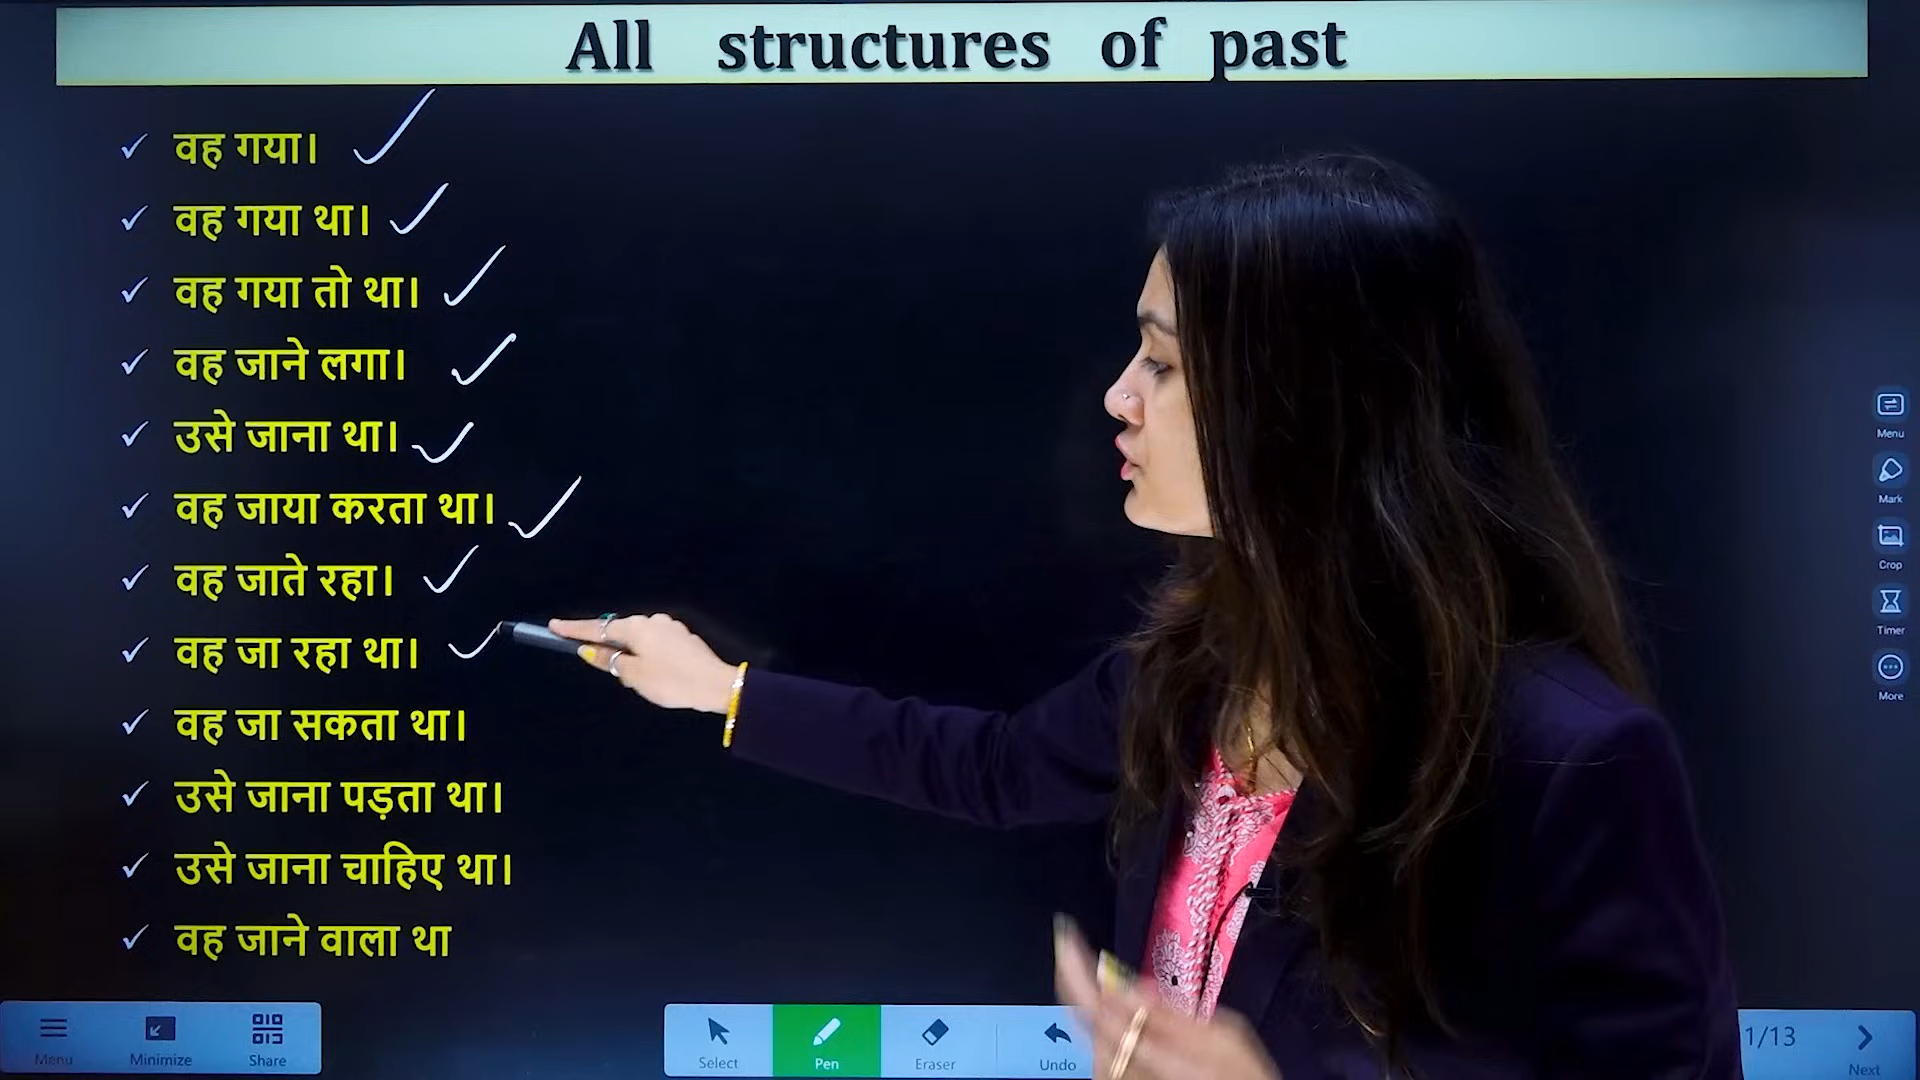 All structures of past
✓ वह गया।
✓ वह गया था।
✓ वह गया तो था।
✓ वह जाने लगा।
✓ उसे जाना था।
✓ वह जाया करता था।
✓ वह जाते रहा।
✓ वह जा रहा था।
✓ वह जा सकता था।
✓ उसे जाना पड़ता था।
✓ उसे जाना चाहिए था।
✓ वह जाने वाला था
Menu
Mark
Crop
Timer
More
Menu Minimize Share
Select Pen Eraser Undo
1/13 Next